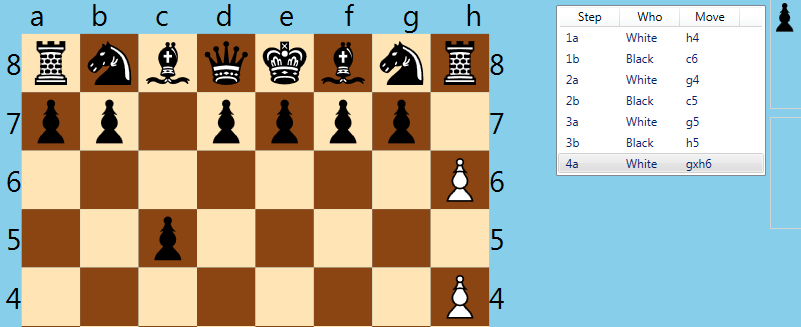 a b c d e f g h
Step Who Move
1a White h4
1b Black c6
2a White g4
2b Black c5
3a White g5
3b Black h5
4a White gxh6
8 8
7 7
6 6
5 5
4 4